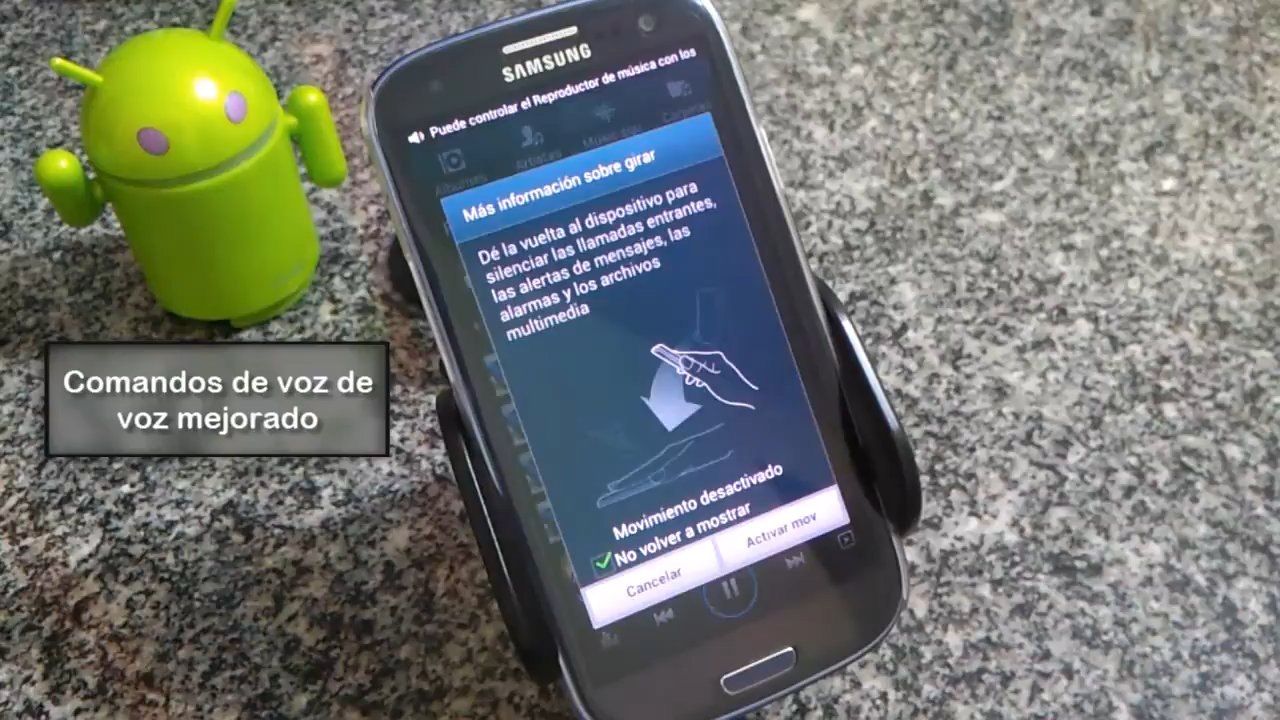 SAMSUNG
Puede controlar el Reproductor de música con los
Álbumes
Artistas
Carpetas
Más información sobre girar
Dé la vuelta al dispositivo para
silenciar las llamadas entrantes,
las alertas de mensajes, las
alarmas y los archivos
multimedia
Comandos de voz de
voz mejorado
Movimiento desactivado
No volver a mostrar
Cancelar
Activar mov